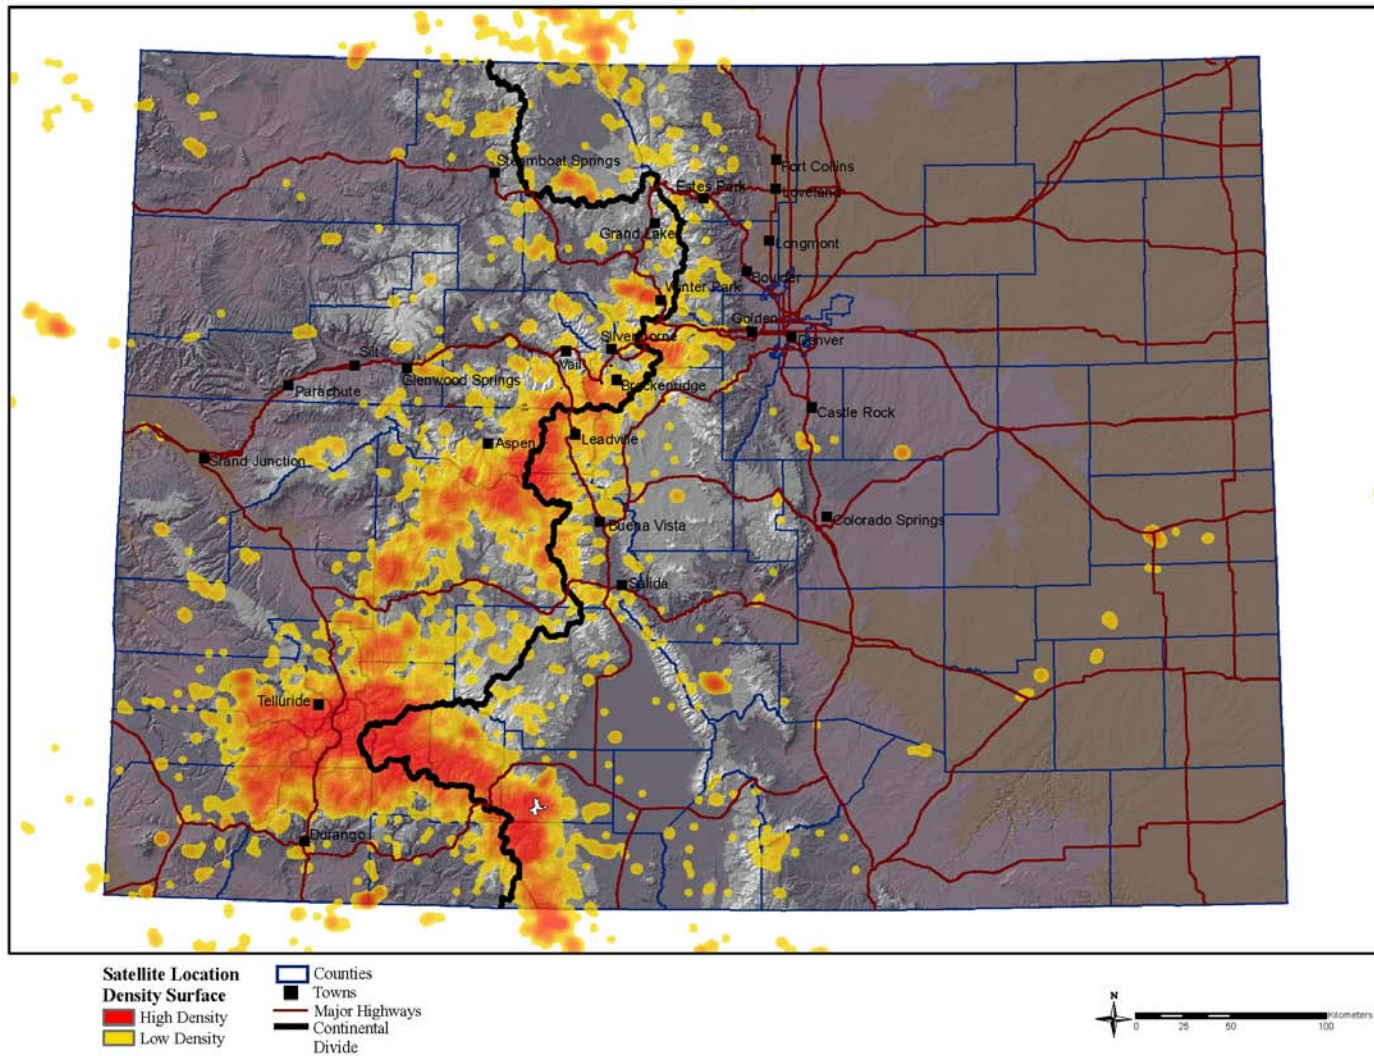 Steamboat Springs
Fort Collins
Estes Park
Loveland
Grand Lake
Longmont
Boulder
Winter Park
Golden
Silverthorne
Denver
Vail
Silt
Glenwood Springs
Parachute
Breckenridge
Castle Rock
Aspen
Leadville
Grand Junction
Buena Vista
Colorado Springs
Salida
Telluride
Durango
Satellite Location
Density Surface
High Density
Low Density
Counties
Towns
Major Highways
Continental
Divide
N
Kilometers
0 25 50 100